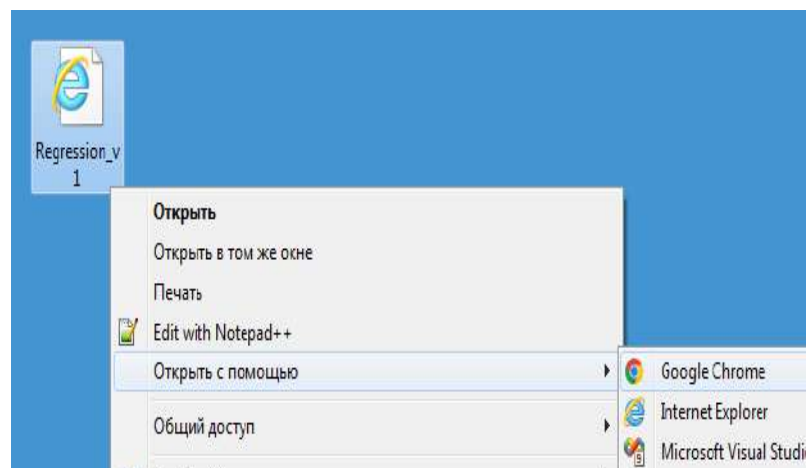 Regression_v
1
Открыть
Открыть в том же окне
Печать
Edit with Notepad++
Открыть с помощью
Google Chrome
Internet Explorer
Общий доступ
Microsoft Visual Studi